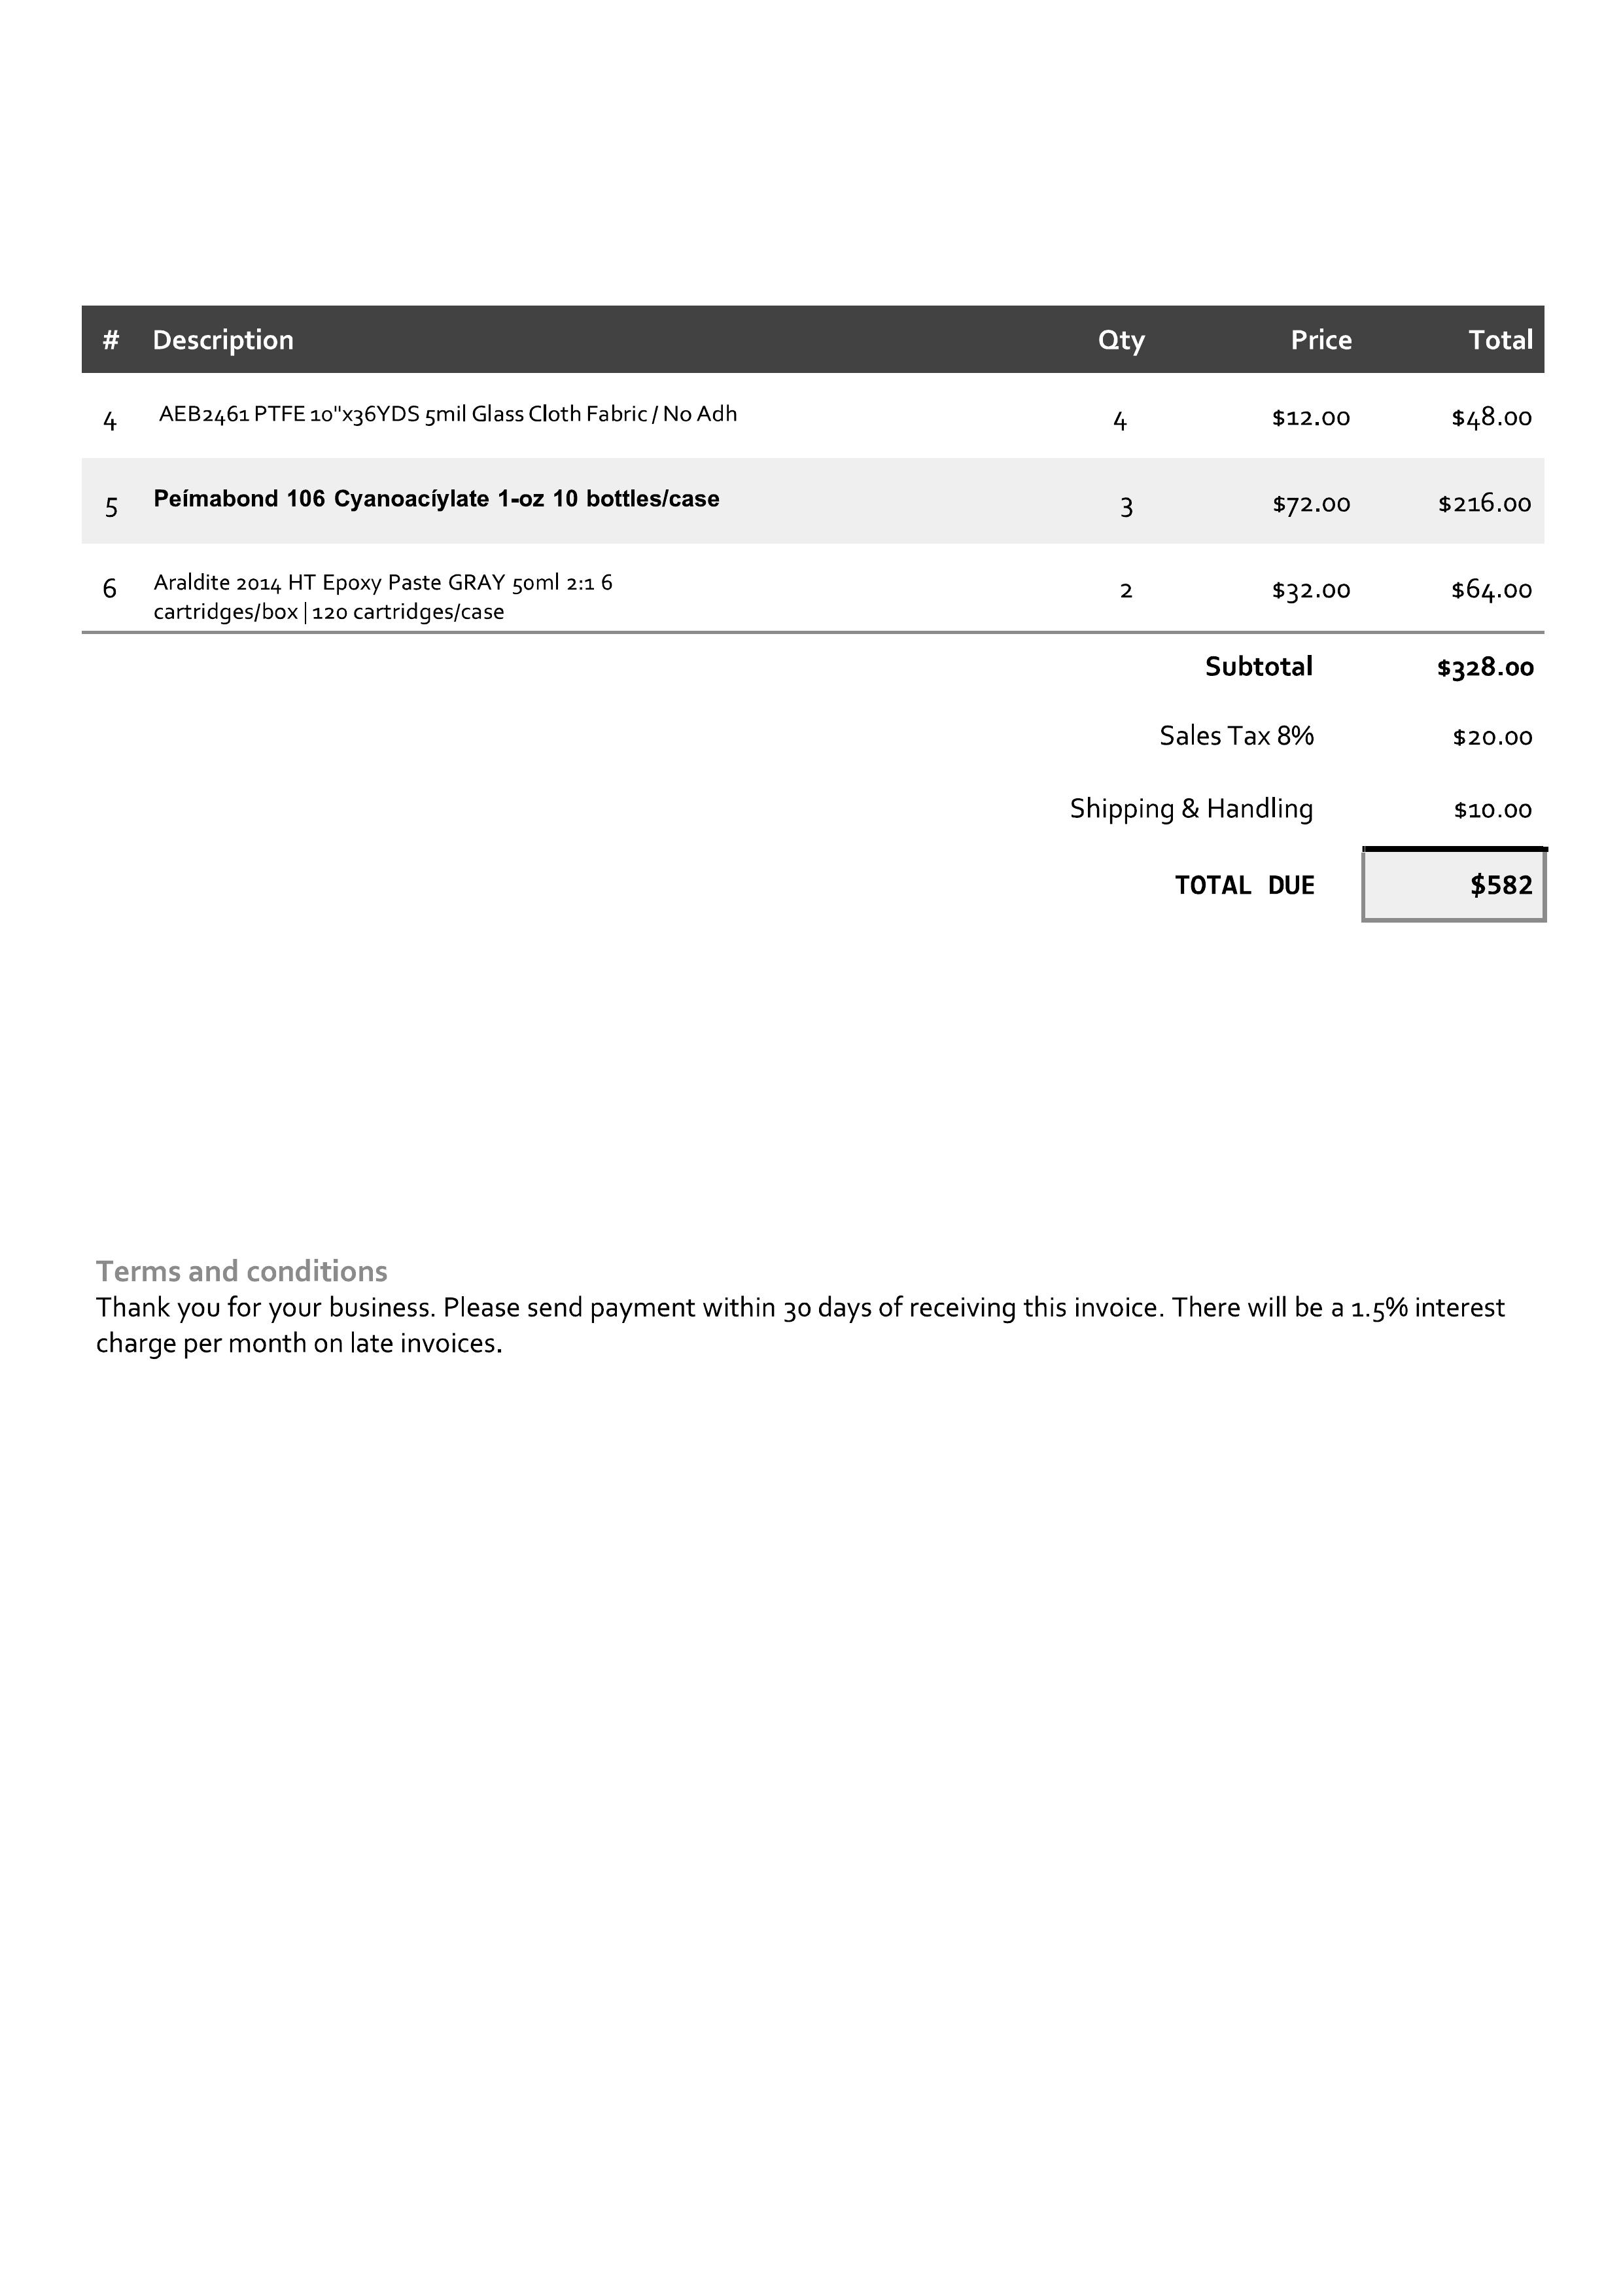 # Description Qty Price Total
4 AEB2461 PTFE 10"x36YDS 5mil Glass Cloth Fabric / No Adh 4 $12.00 $48.00
5 Peímabond 106 Cyanoacíylate 1-oz 10 bottles/case 3 $72.00 $216.00
6 Araldite 2014 HT Epoxy Paste GRAY 50ml 2:1 6 2 $32.00 $64.00
cartridges/box | 120 cartridges/case
Subtotal $328.00
Sales Tax 8% $20.00
Shipping & Handling $10.00
TOTAL DUE $582
Terms and conditions
Thank you for your business. Please send payment within 30 days of receiving this invoice. There will be a 1.5% interest
charge per month on late invoices.